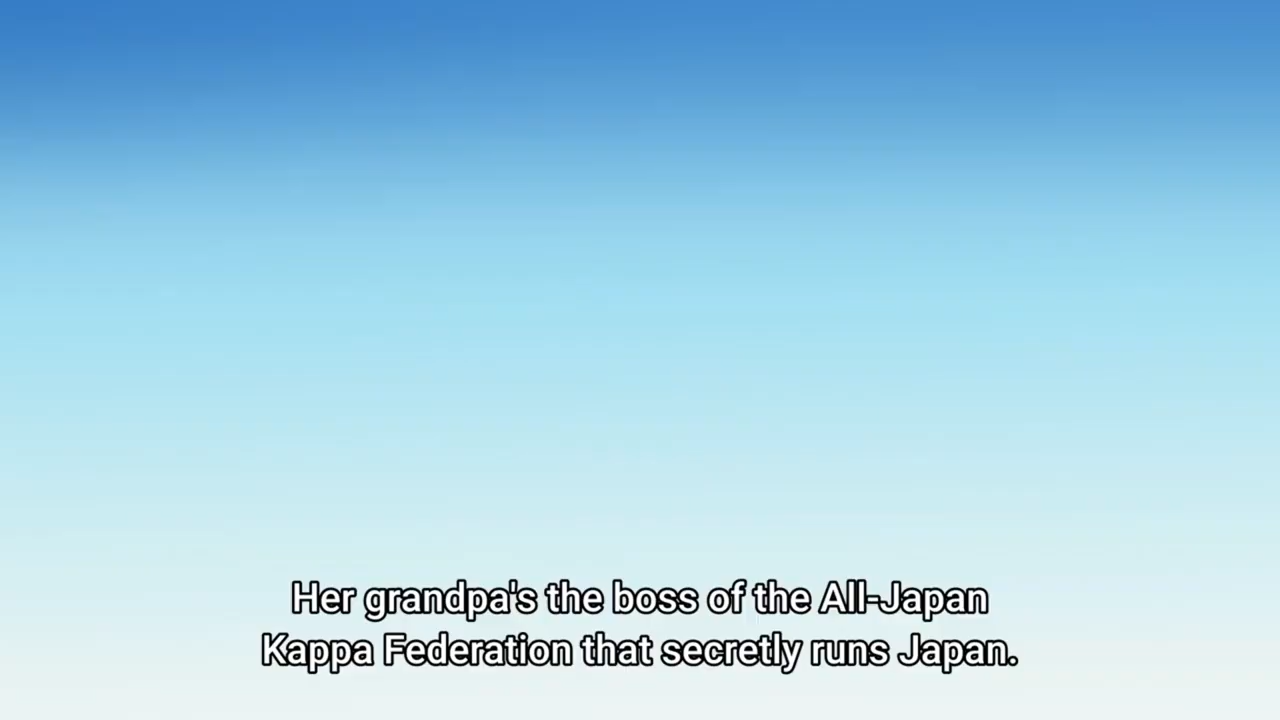 Her grandpa's the boss of the All-Japan
Kappa Federation that secretly runs Japan.